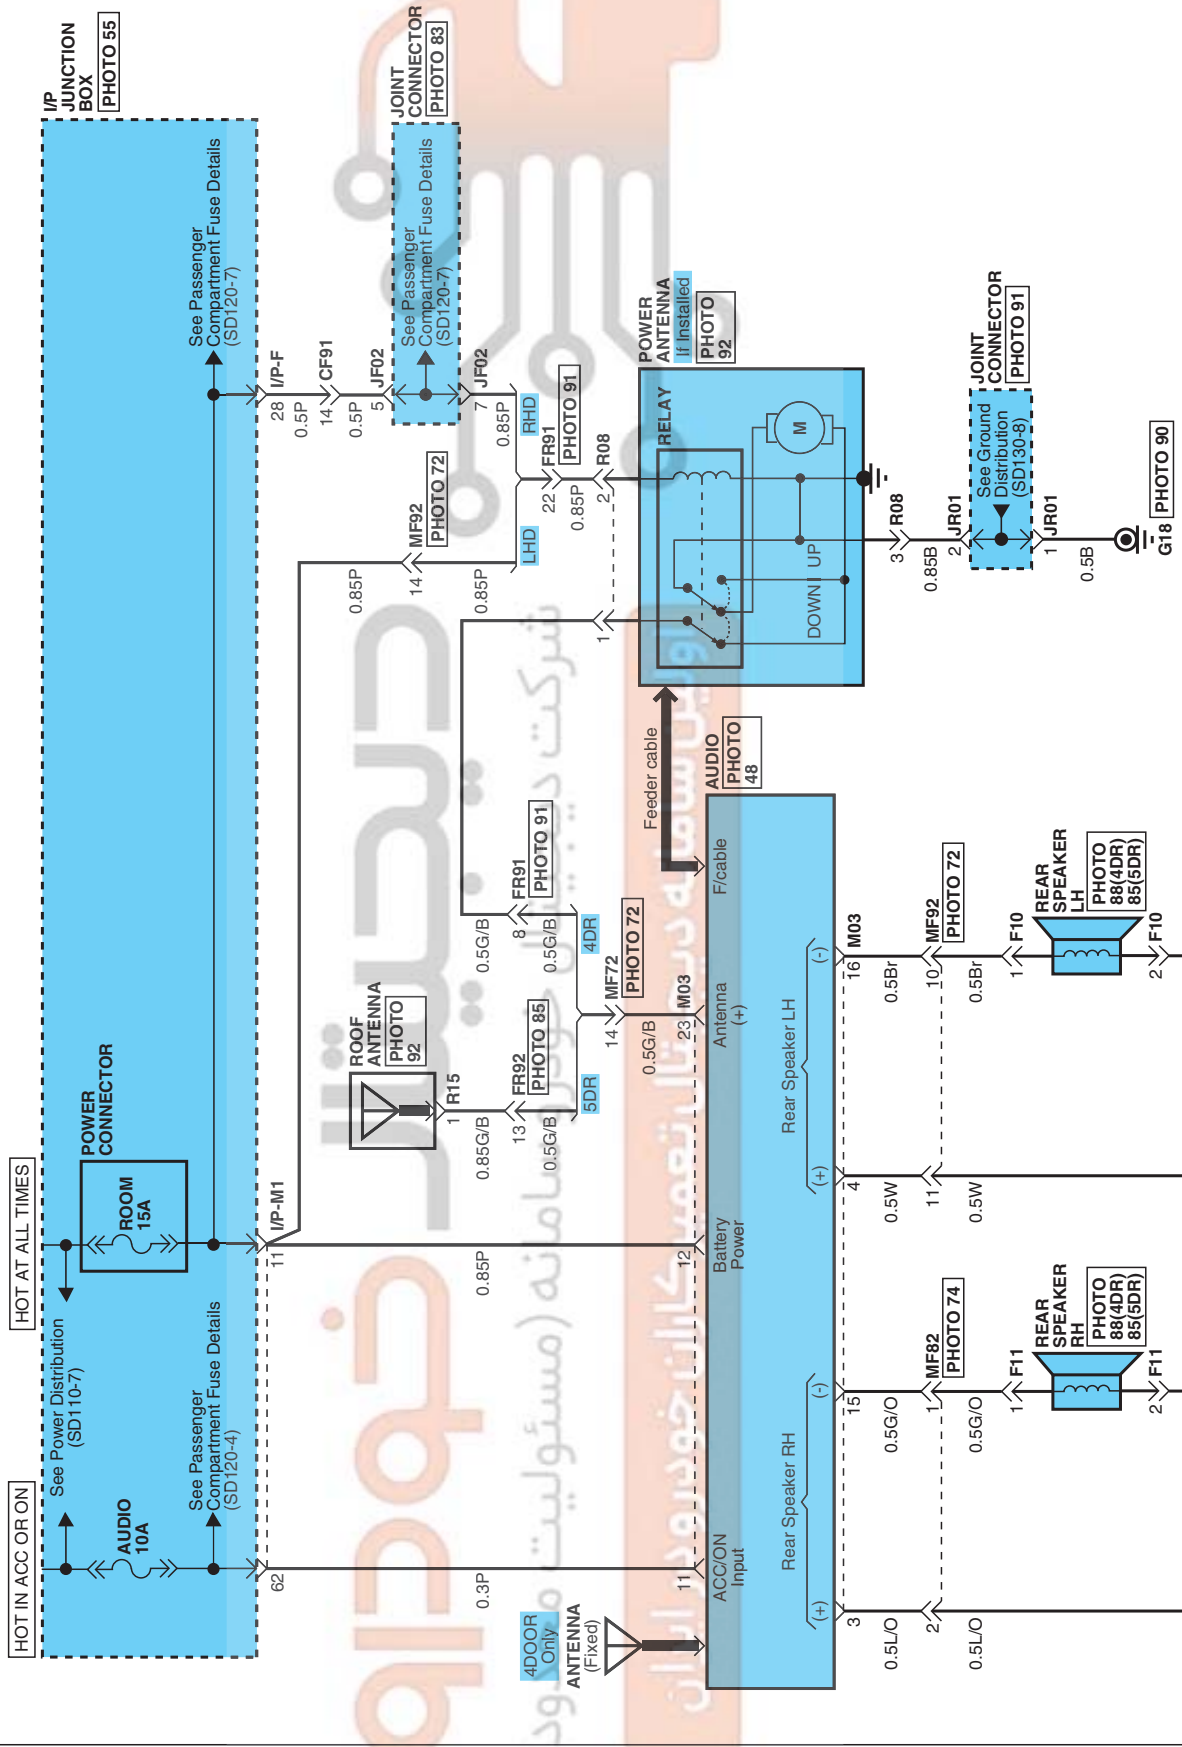 HOT IN ACC OR ON
HOT AT ALL TIMES
I/P
JUNCTION
BOX
PHOTO 55
See Power Distribution
(SD110-7)
POWER
CONNECTOR
AUDIO
10A
ROOM
15A
See Passenger
Compartment Fuse Details
(SD120-4)
See Passenger
Compartment Fuse Details
(SD120-7)
62
11
I/P-M1
28
I/P-F
0.5P
14
CF91
0.5P
5
JF02
JOINT
CONNECTOR
PHOTO 83
See Passenger
Compartment Fuse Details
(SD120-7)
7
JF02
0.85P
RHD
LHD
0.85P
14
MF92
PHOTO 72
0.85P
22
FR91
PHOTO 91
0.85P
2
R08
1
ROOF
ANTENNA
PHOTO
92
1
R15
0.85G/B
13
FR92
PHOTO 85
0.5G/B
5DR
0.5G/B
8
FR91
PHOTO 91
0.5G/B
4DR
14
MF72
PHOTO 72
0.5G/B
23
M03
0.3P
0.85P
11
12
4DOOR
Only
ANTENNA
(Fixed)
POWER
ANTENNA
If Installed
PHOTO
92
RELAY
M
DOWN
UP
Feeder cable
AUDIO
PHOTO
48
ACC/ON
Input
Battery
Power
Antenna
(+)
F/cable
Rear Speaker RH
(+)
(-)
Rear Speaker LH
(+)
(-)
3
R08
0.85B
2
JR01
JOINT
CONNECTOR
PHOTO 91
See Ground
Distribution
(SD130-8)
1
JR01
0.5B
G18
PHOTO 90
3
15
4
16
M03
0.5L/O
0.5G/O
0.5W
0.5Br
2
1
MF82
PHOTO 74
11
10
MF92
PHOTO 72
0.5L/O
0.5G/O
0.5W
0.5Br
1
F11
REAR
SPEAKER
RH
PHOTO
88(4DR)
85(5DR)
2
F11
1
F10
REAR
SPEAKER
LH
PHOTO
88(4DR)
85(5DR)
2
F10